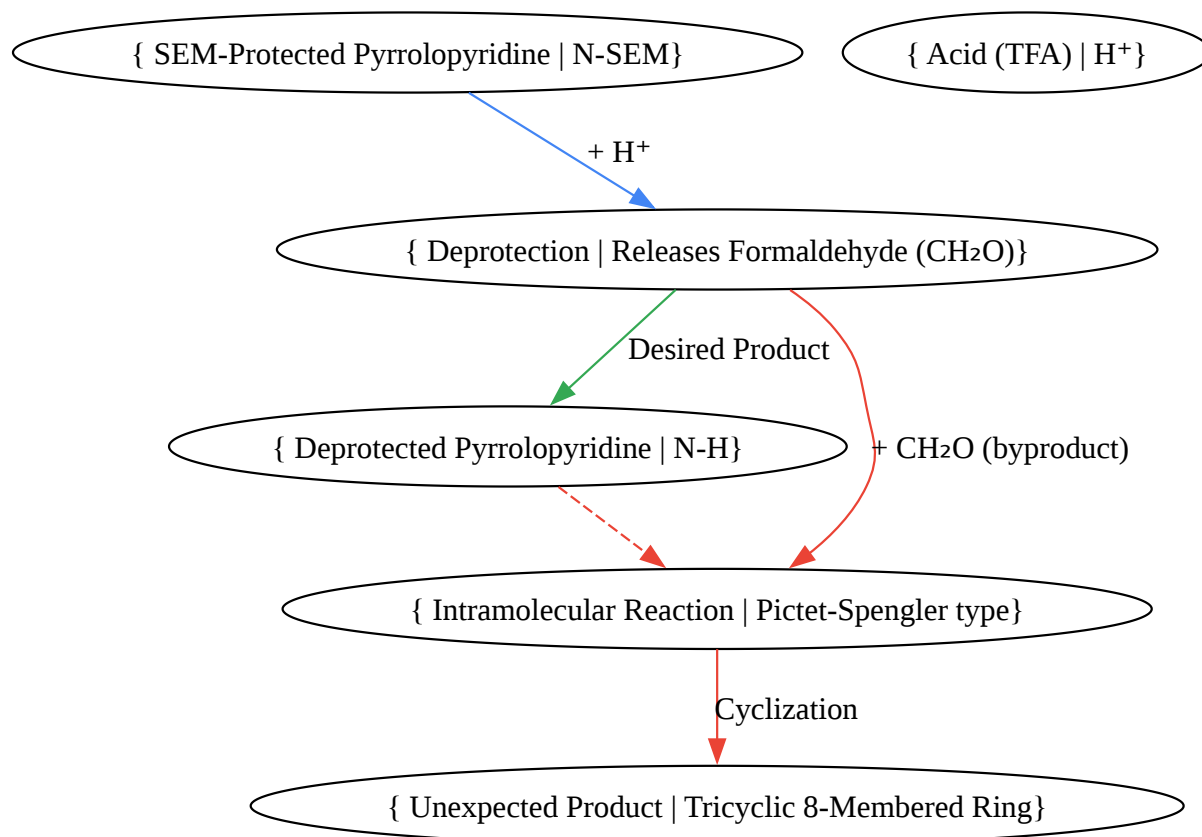 { SEM-Protected Pyrrolopyridine | N-SEM}
{ Acid (TFA) | H⁺}
+ H⁺
{ Deprotection | Releases Formaldehyde (CH₂O)}
Desired Product
{ Deprotected Pyrrolopyridine | N-H}
+ CH₂O (byproduct)
{ Intramolecular Reaction | Pictet-Spengler type}
Cyclization
{ Unexpected Product | Tricyclic 8-Membered Ring}